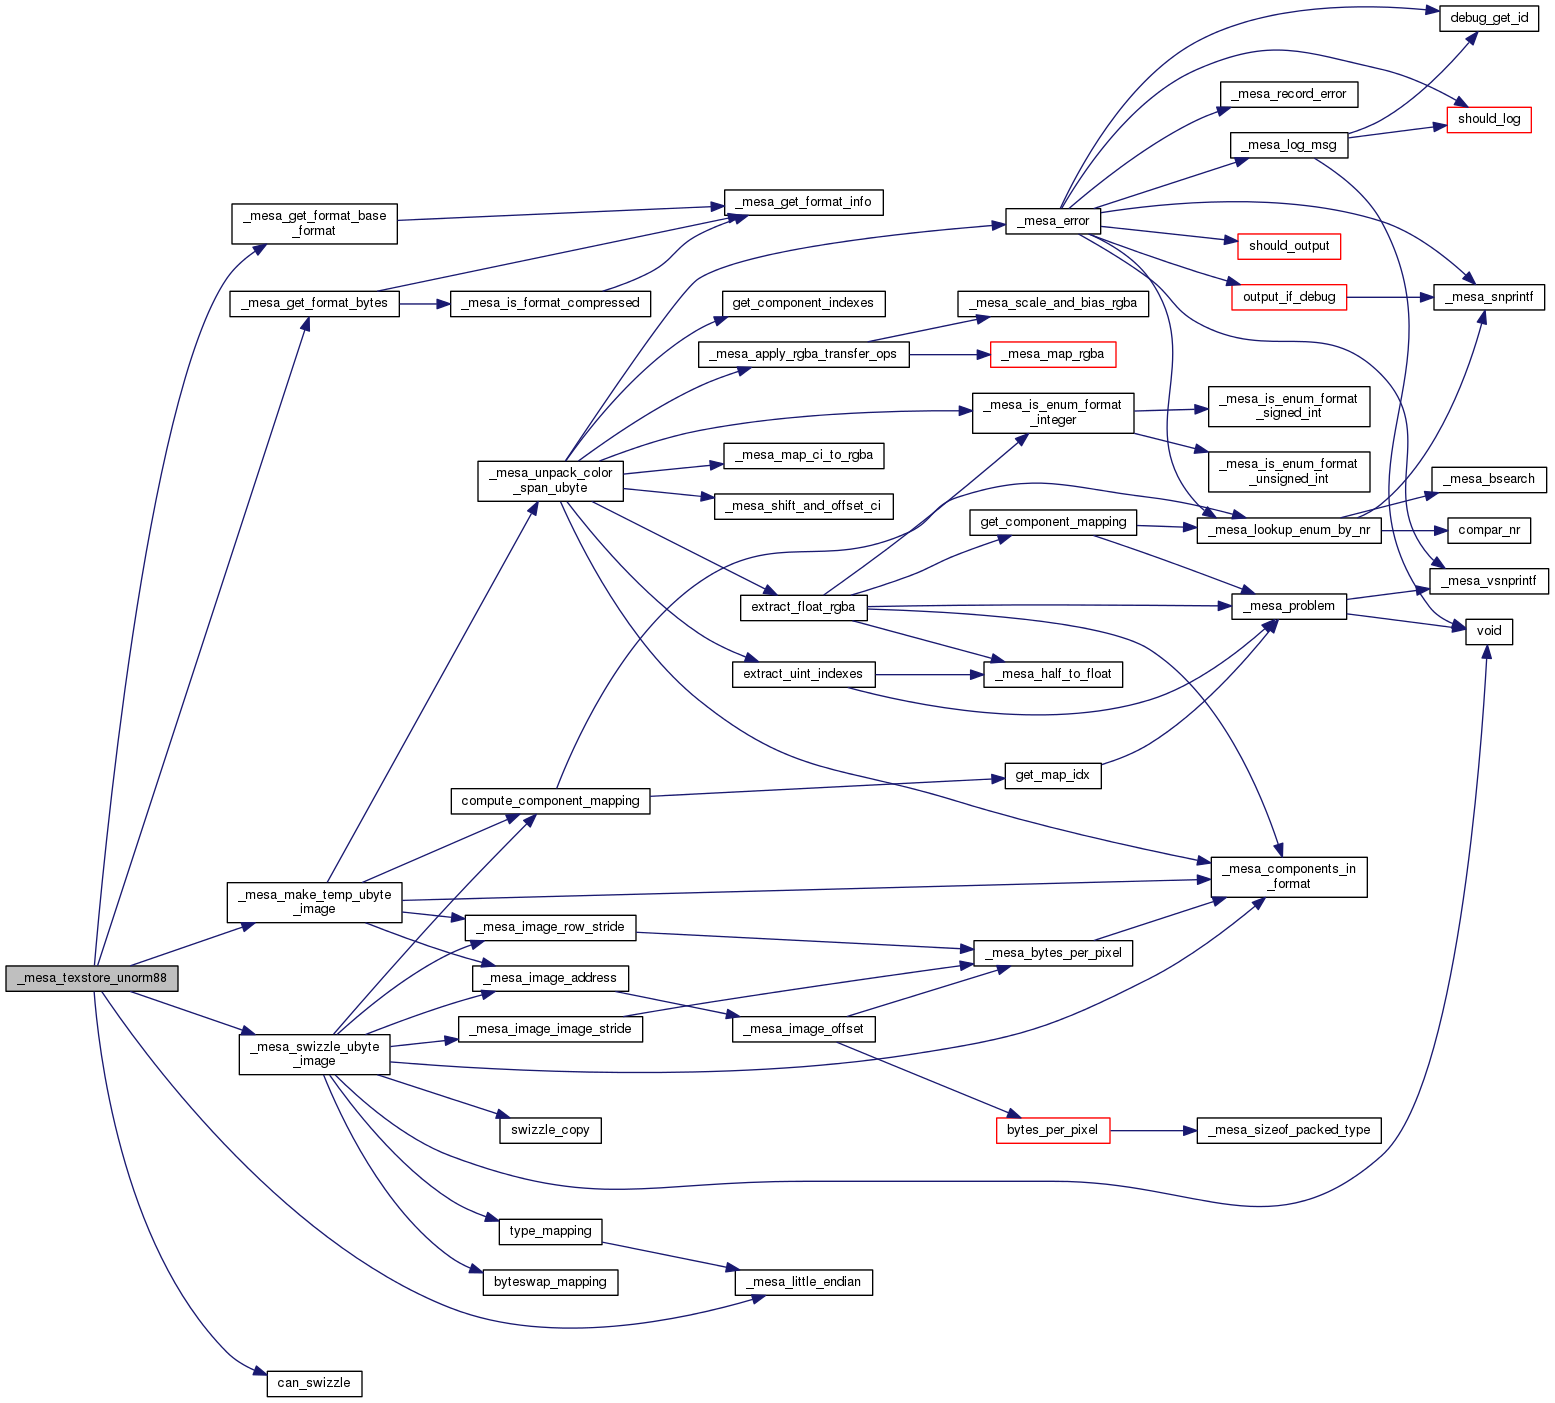 debug_get_id
_mesa_record_error
should_log
_mesa_log_msg
_mesa_get_format_info
_mesa_get_format_base
_format
_mesa_error
should_output
_mesa_get_format_bytes
_mesa_is_format_compressed
get_component_indexes
_mesa_scale_and_bias_rgba
output_if_debug
_mesa_snprintf
_mesa_apply_rgba_transfer_ops
_mesa_map_rgba
_mesa_is_enum_format
_integer
_mesa_is_enum_format
_signed_int
_mesa_map_ci_to_rgba
_mesa_is_enum_format
_unsigned_int
_mesa_unpack_color
_span_ubyte
_mesa_bsearch
_mesa_shift_and_offset_ci
get_component_mapping
_mesa_lookup_enum_by_nr
compar_nr
_mesa_vsnprintf
extract_float_rgba
_mesa_problem
void
extract_uint_indexes
_mesa_half_to_float
get_map_idx
compute_component_mapping
_mesa_components_in
_format
_mesa_make_temp_ubyte
_image
_mesa_image_row_stride
_mesa_bytes_per_pixel
_mesa_texstore_unorm88
_mesa_image_address
_mesa_image_image_stride
_mesa_image_offset
_mesa_swizzle_ubyte
_image
swizzle_copy
bytes_per_pixel
_mesa_sizeof_packed_type
type_mapping
byteswap_mapping
_mesa_little_endian
can_swizzle